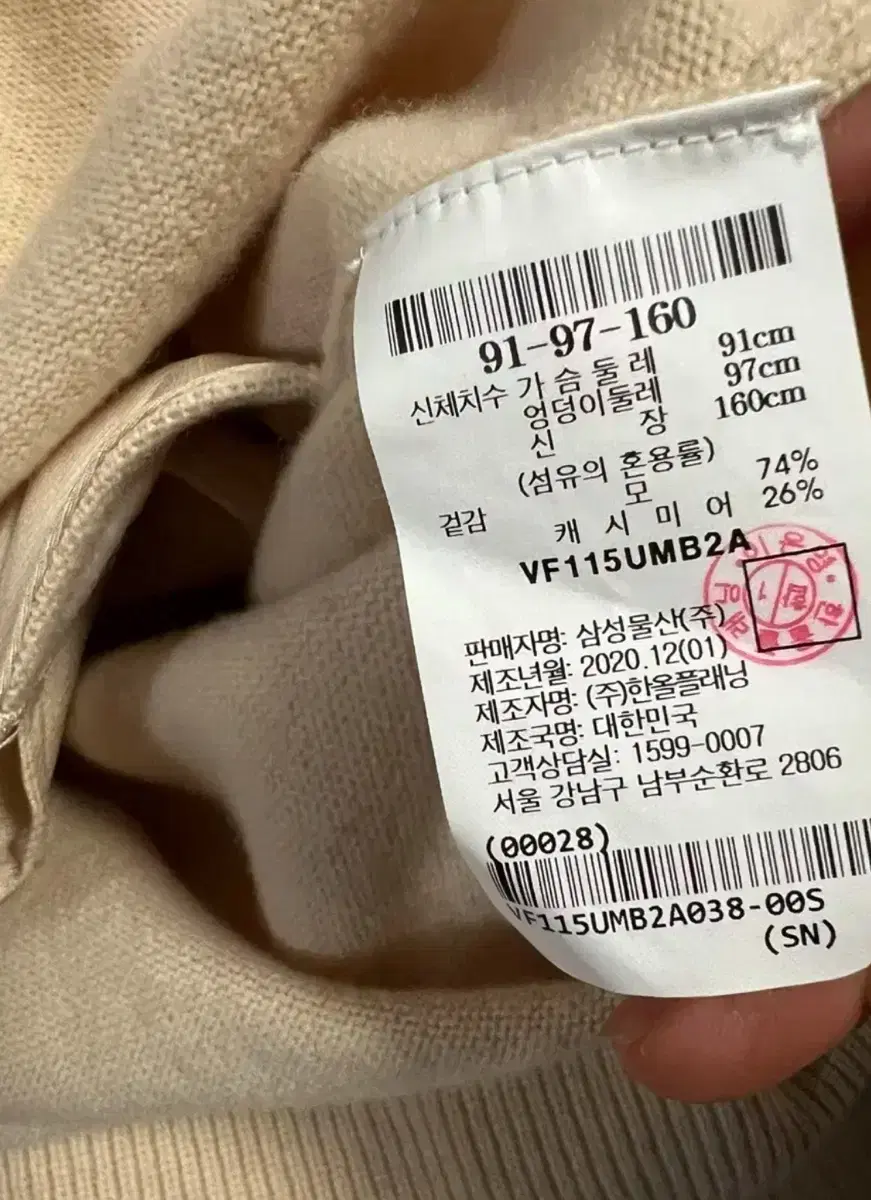 91-97-160
신체치수 가 슴 둘 레 91cm
엉덩이둘레 97cm
신 장 160cm
(섬유의 혼용률)
겉감 모 74%
캐 시 미 어 26%
VF115UMB2A
판매자명: 삼성물산(주)
제조년월: 2020.12(01)
제조자명: (주)한올플래닝
제조국명: 대한민국
고객상담실: 1599-0007
서울 강남구 남부순환로 2806
(00028)
VF115UMB2A038-00S
(SN)